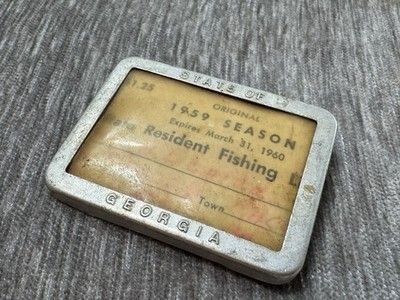 STATE OF
$1.25
ORIGINAL
1959 SEASON
Expires March 31, 1960
Resident Fishing
Town
GEORGIA